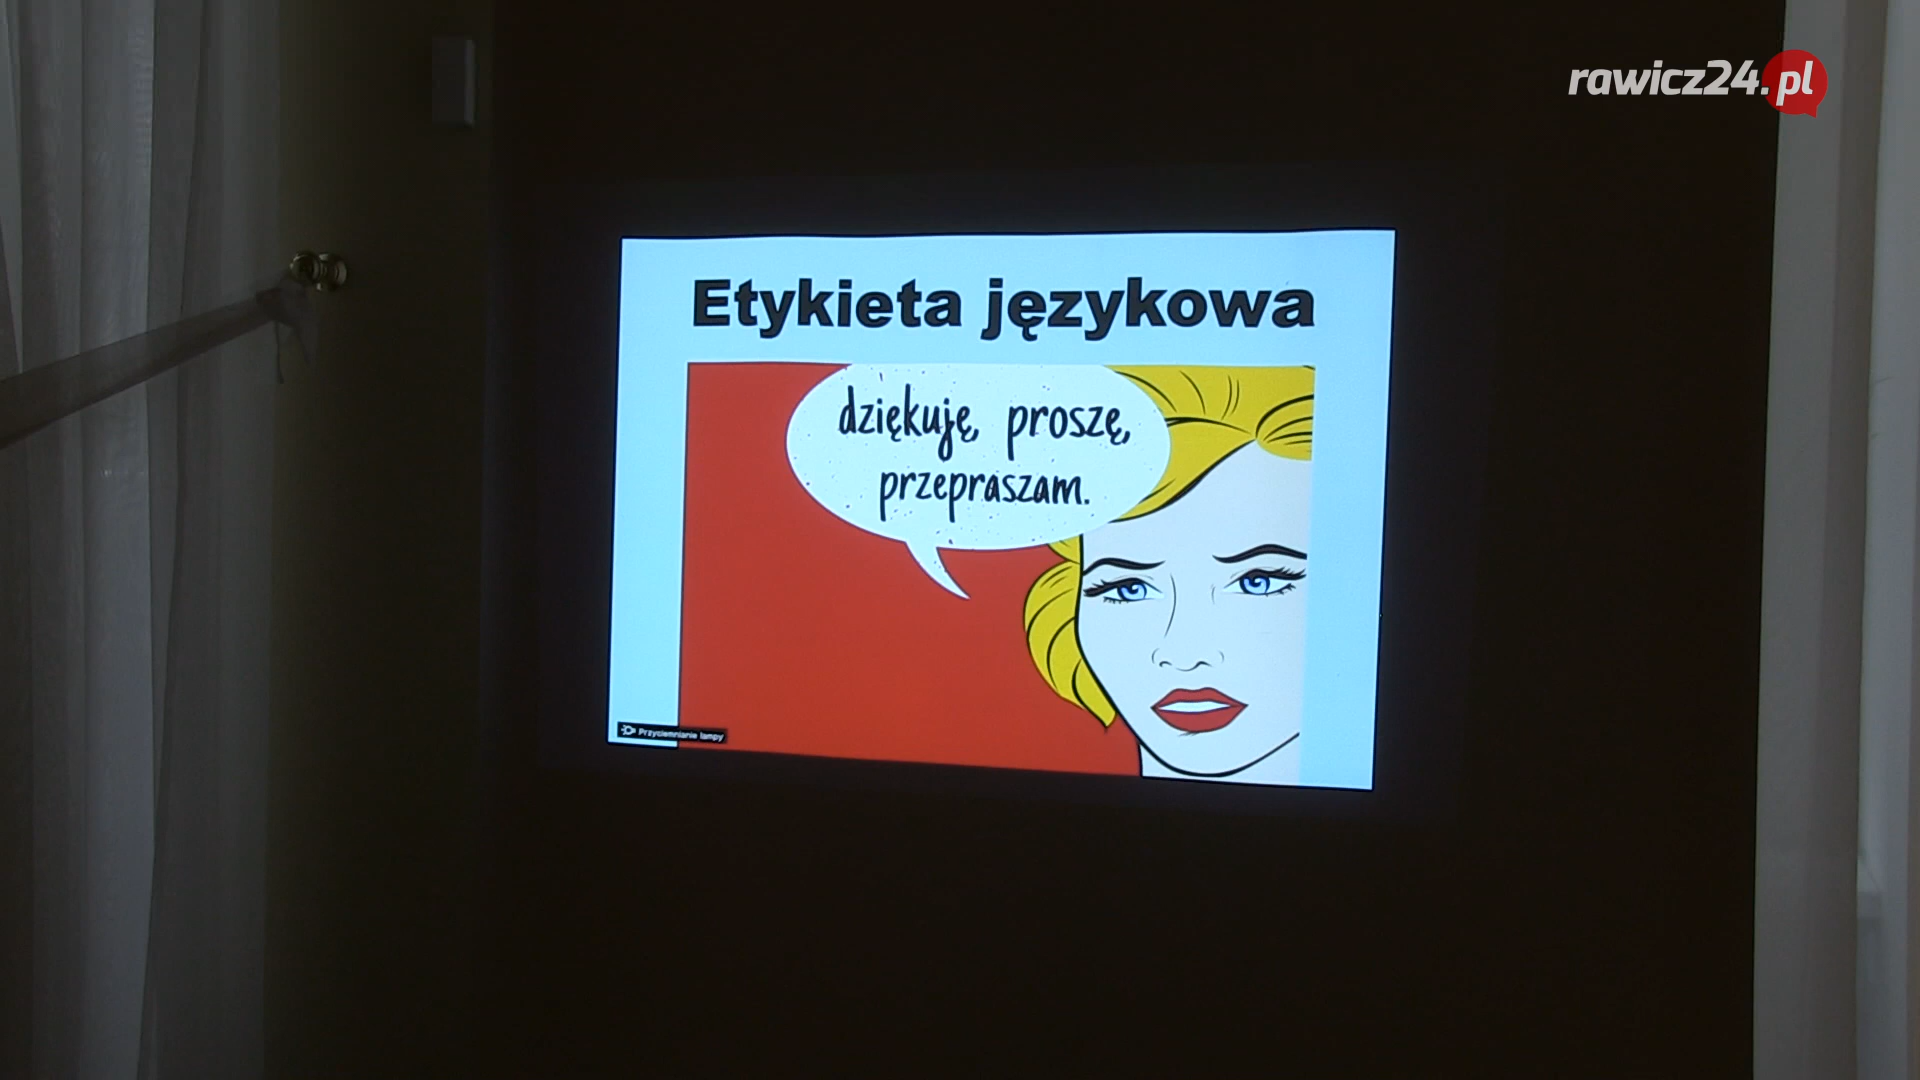 rawicz24.pl
Etykieta językowa
dziękuję, proszę,
przepraszam.
Przyciemnianie lampy